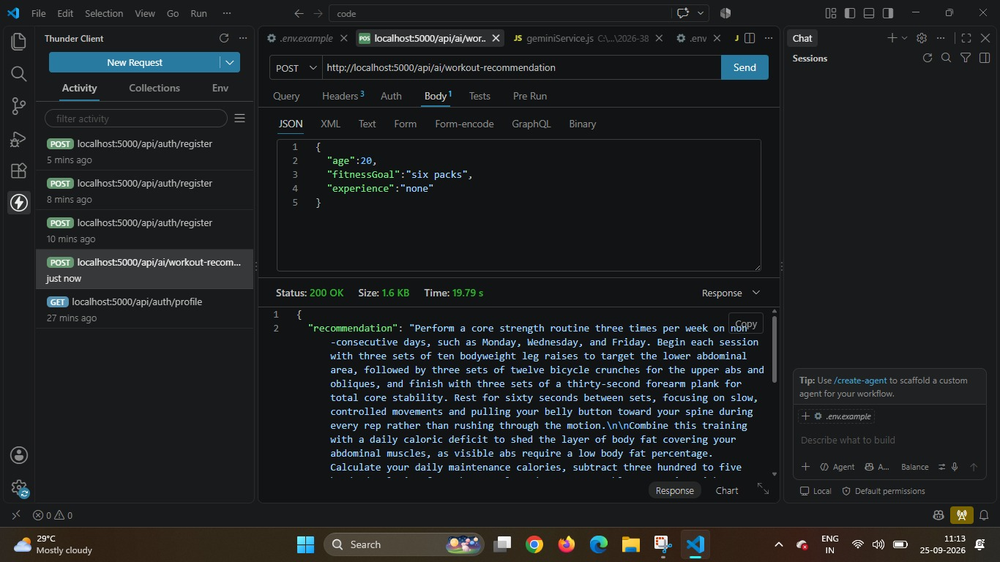 File Edit Selection View Go Run ··· code
Thunder Client
New Request
Activity Collections Env
filter activity
POST localhost:5000/api/auth/register
5 mins ago
POST localhost:5000/api/auth/register
8 mins ago
POST localhost:5000/api/auth/register
10 mins ago
POST localhost:5000/api/ai/workout-recom...
just now
GET localhost:5000/api/auth/profile
27 mins ago
.env.example POS localhost:5000/api/ai/wor.. JS geminiService.js C:\...\2026-38 .env J
POST http://localhost:5000/api/ai/workout-recommendation Send
Query Headers 3 Auth Body 1 Tests Pre Run
JSON XML Text Form Form-encode GraphQL Binary
1 {
2 "age":20,
3 "fitnessGoal":"six packs",
4 "experience":"none"
5 }
Status: 200 OK Size: 1.6 KB Time: 19.79 s Response
Copy
1 {
2 "recommendation": "Perform a core strength routine three times per week on non
-consecutive days, such as Monday, Wednesday, and Friday. Begin each session
with three sets of ten bodyweight leg raises to target the lower abdominal
area, followed by three sets of twelve bicycle crunches for the upper abs and
obliques, and finish with three sets of a thirty-second forearm plank for
total core stability. Rest for sixty seconds between sets, focusing on slow,
controlled movements and pulling your belly button toward your spine during
every rep rather than rushing through the motion.\n\nCombine this training
with a daily caloric deficit to shed the layer of body fat covering your
abdominal muscles, as visible abs require a low body fat percentage.
Calculate your daily maintenance calories, subtract three hundred to five
Response Chart
Chat
Sessions
Tip: Use /create-agent to scaffold a custom
agent for your workflow.
.env.example
Describe what to build
Agent A... Balance
Local Default permissions
0 0
29°C
Mostly cloudy
Search
ENG
IN
11:13
25-09-2026